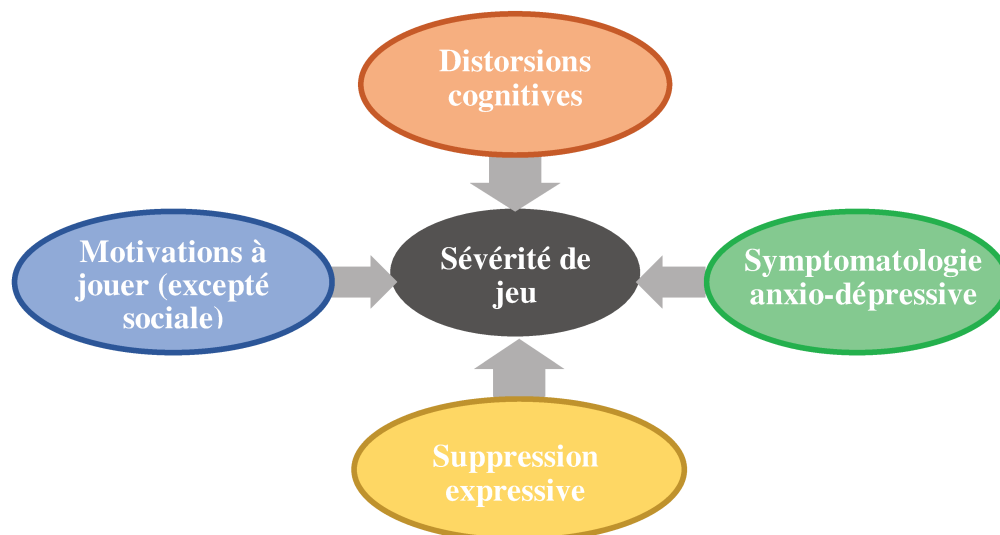 Distorsions
cognitives
Motivations à
jouer (excepté
sociale)
Sévérité de
jeu
Symptomatologie
anxio-dépressive
Suppression
expressive